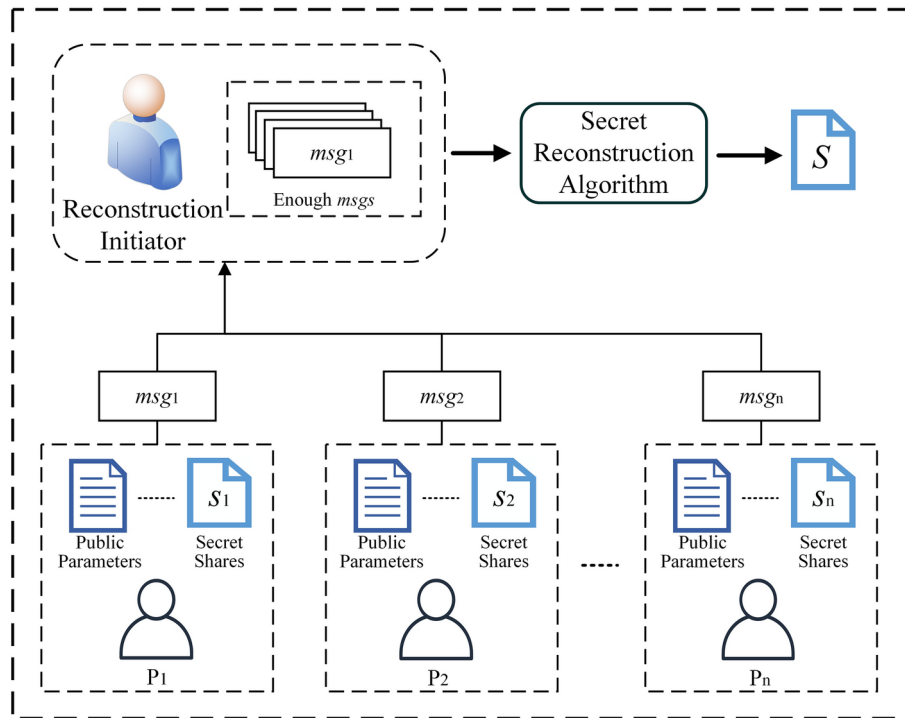 msg1
Enough msgs
Reconstruction
Initiator
Secret
Reconstruction
Algorithm
S
msg1
msg2
msgn
s1
Public
Parameters
Secret
Shares
P1
s2
Public
Parameters
Secret
Shares
P2
sn
Public
Parameters
Secret
Shares
Pn